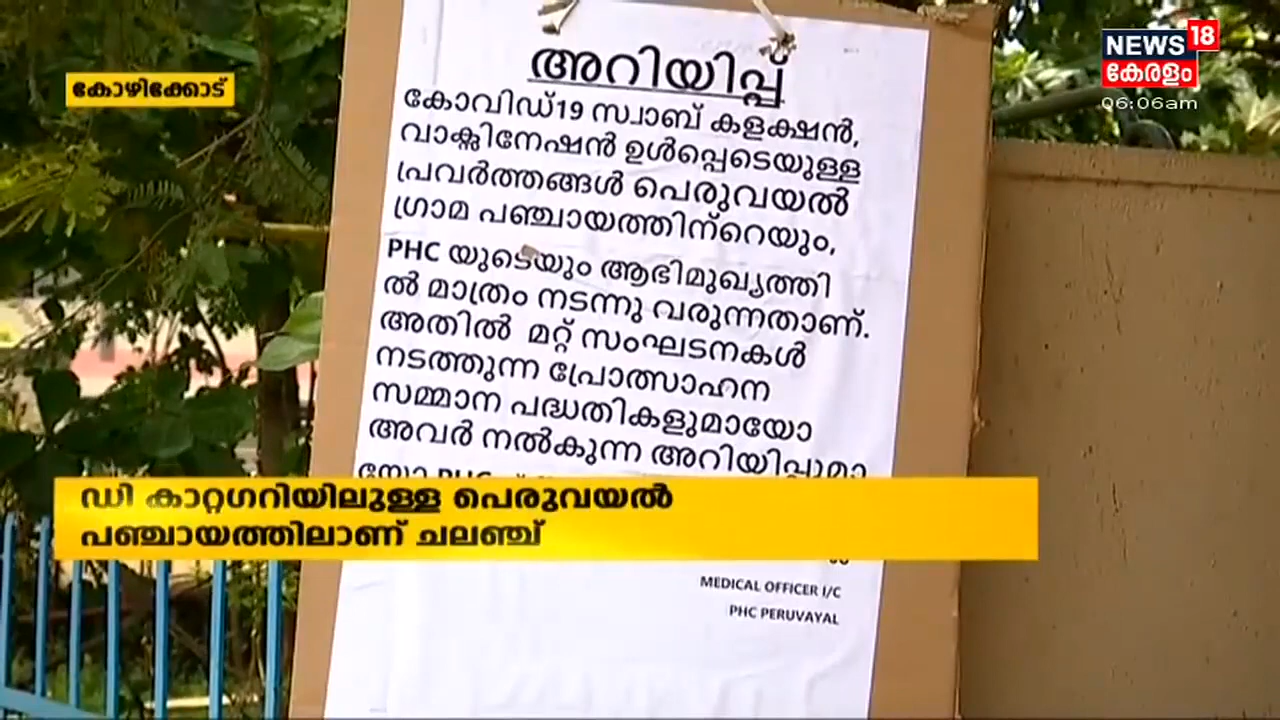 NEWS 18
കേരളം
06:06am
കോഴിക്കോട്
അറിയിപ്പ്
കോവിഡ്19 സ്വാബ് കളക്ഷൻ,
വാക്സിനേഷൻ ഉൾപ്പെടെയുള്ള
പ്രവർത്തങ്ങൾ പെരുവയൽ
ഗ്രാമ പഞ്ചായത്തിന്റെയും,
PHC യുടെയും ആഭിമുഖ്യത്തി
ൽ മാത്രം നടന്നു വരുന്നതാണ്.
അതിൽ മറ്റ് സംഘടനകൾ
നടത്തുന്ന പ്രോത്സാഹന
സമ്മാന പദ്ധതികളുമായോ
അവർ നൽകുന്ന അറിയിപ്പുമാ
യോ PHC
ഡി കാറ്റഗറിയിലുള്ള പെരുവയൽ
പഞ്ചായത്തിലാണ് ചലഞ്ച്
MEDICAL OFFICER I/C
PHC PERUVAYAL